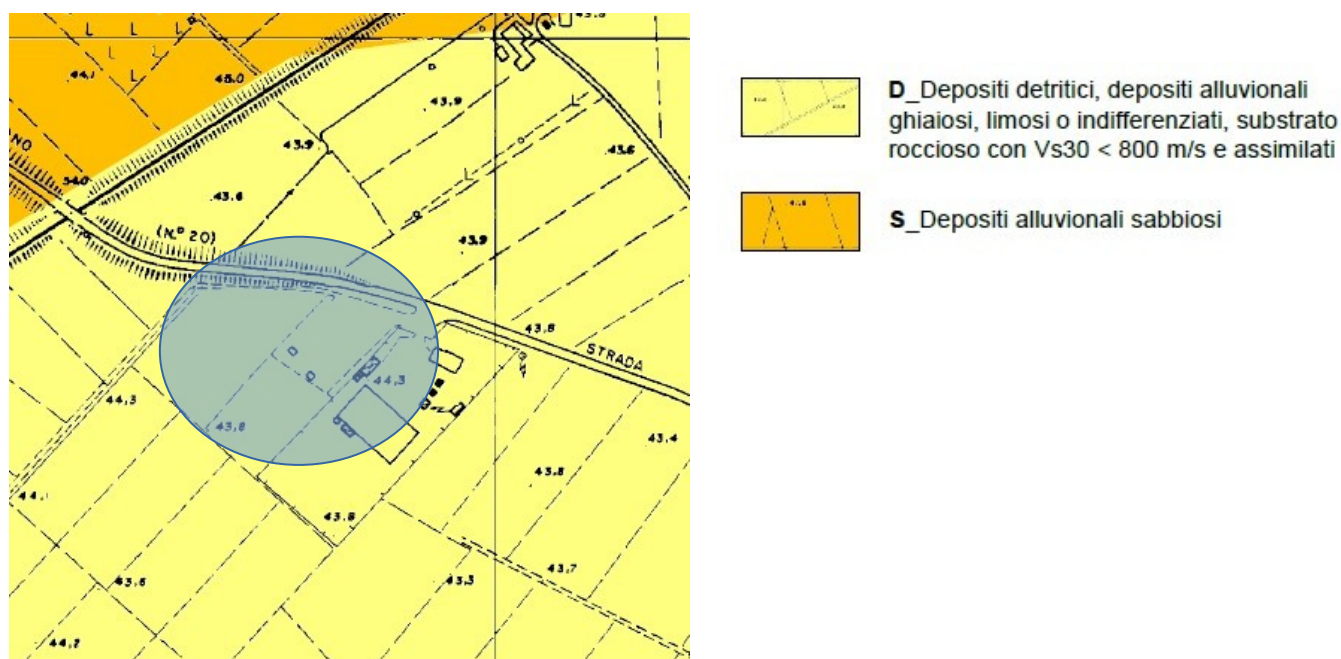 43.8
L L L
L L
L
44,1
45.0
43,9
L
NO
43.9
43.6
54.0
43.6
L
(N.º 20)
43.9
43.8
STRADA
44,3
44,3
43,8
43.4
43.8
43.8
43,6
43,3
43,7
44,2
D_Depositi detritici, depositi alluvionali
ghiaiosi, limosi o indifferenziati, substrato
roccioso con Vs30 < 800 m/s e assimilati
S_Depositi alluvionali sabbiosi